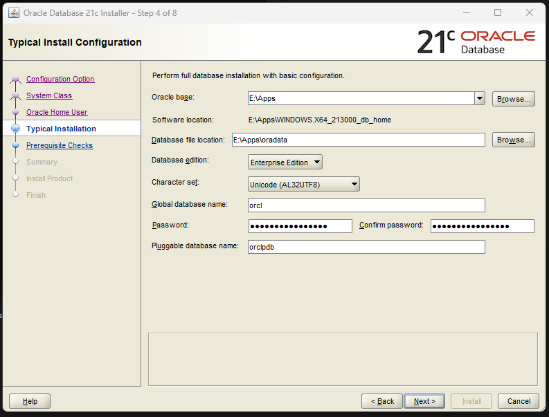 Oracle Database 21c Installer - Step 4 of 8
Typical Install Configuration
21c ORACLE
Database
Configuration Option
System Class
Oracle Home User
Typical Installation
Prerequisite Checks
Summary
Install Product
Finish
Perform full database installation with basic configuration.
Oracle base: E:\Apps Browse...
Software location: E:\Apps\WINDOWS.X64_213000_db_home
Database file location: E:\Apps\oradata Browse...
Database edition: Enterprise Edition
Character set: Unicode (AL32UTF8)
Global database name: orcl
Password: Confirm password:
Pluggable database name: orclpdb
Help < Back Next > Install Cancel